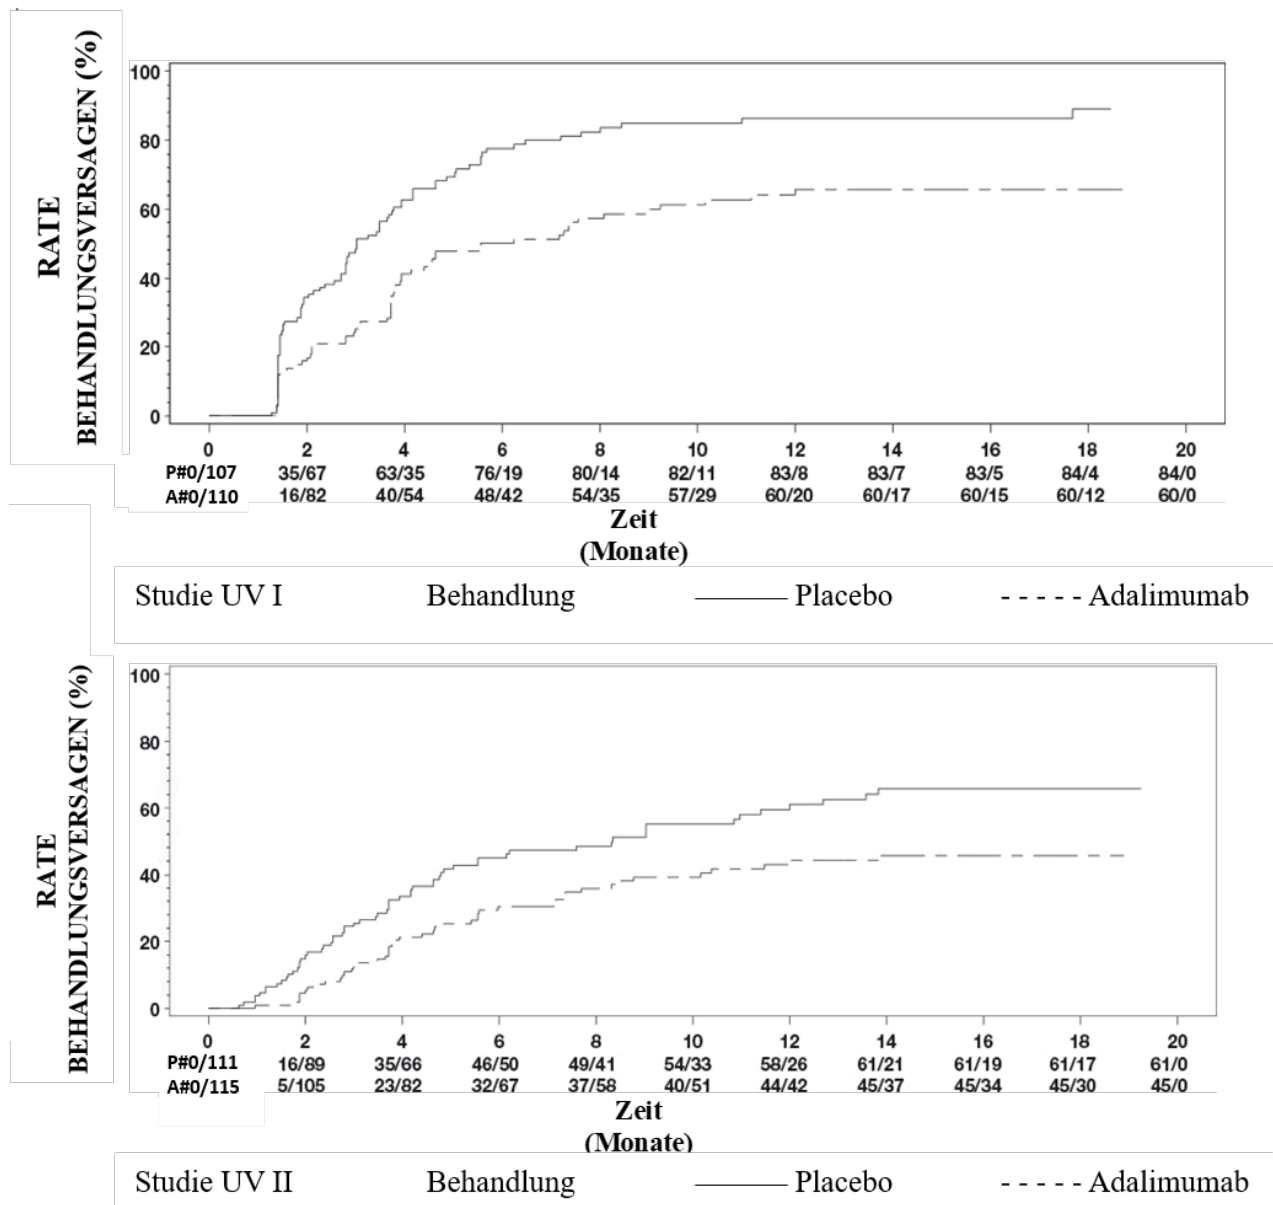 RATE
BEHANDLUNGSVERSAGEN (%)
100
80
60
40
20
0
0 2 4 6 8 10 12 14 16 18 20
P#0/107 35/67 63/35 76/19 80/14 82/11 83/8 83/7 83/5 84/4 84/0
A#0/110 16/82 40/54 48/42 54/35 57/29 60/20 60/17 60/15 60/12 60/0
Zeit
(Monate)
Studie UV I Behandlung Placebo Adalimumab
RATE
BEHANDLUNGSVERSAGEN (%)
100
80
60
40
20
0
0 2 4 6 8 10 12 14 16 18 20
P#0/111 16/89 35/66 46/50 49/41 54/33 58/26 61/21 61/19 61/17 61/0
A#0/115 5/105 23/82 32/67 37/58 40/51 44/42 45/37 45/34 45/30 45/0
Zeit
(Monate)
Studie UV II Behandlung Placebo Adalimumab